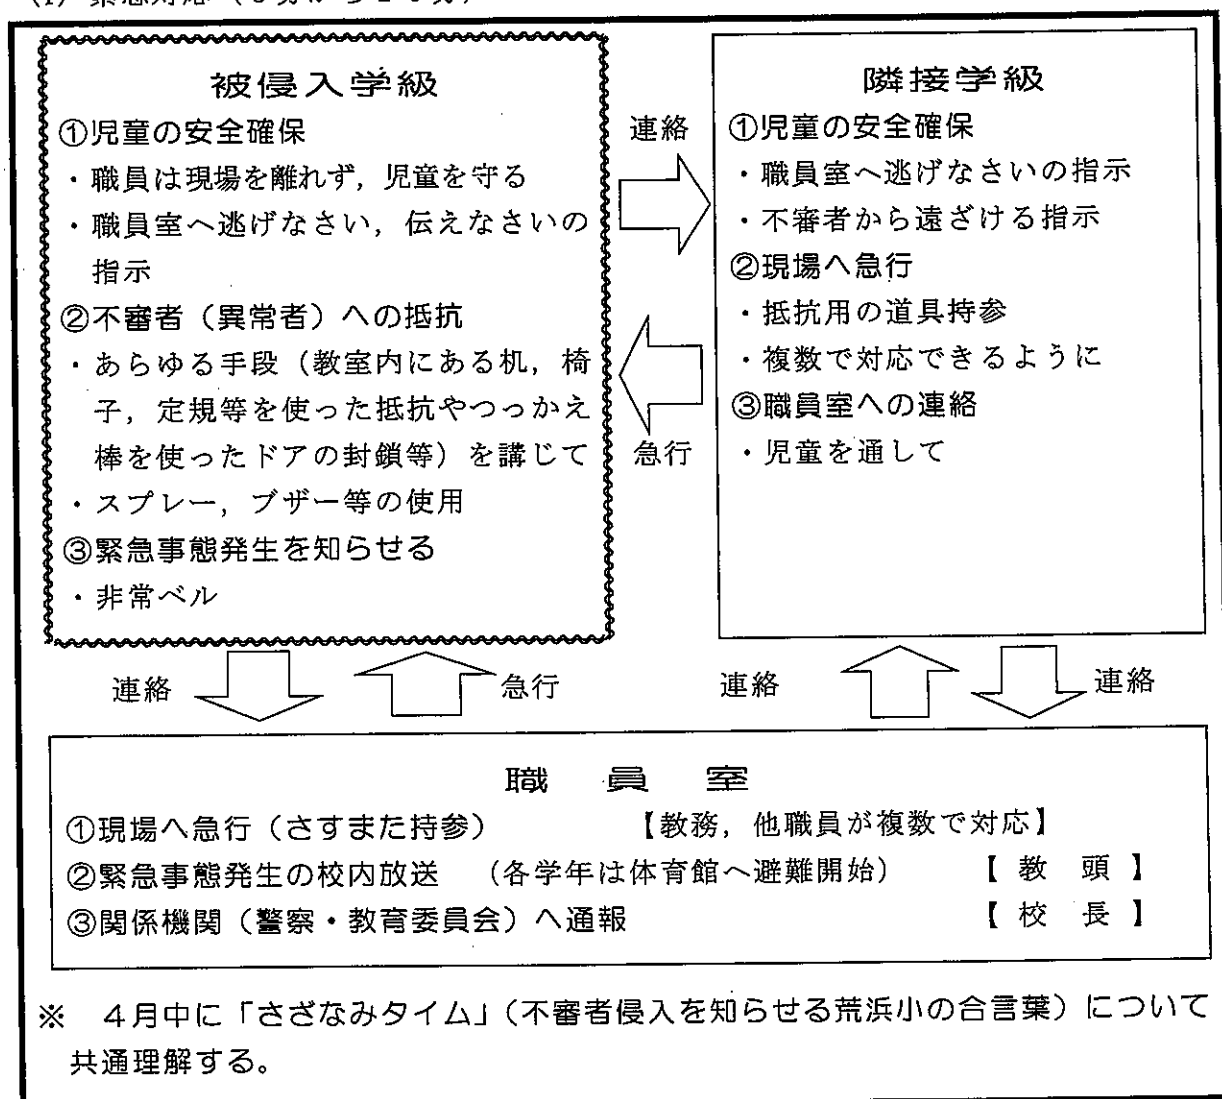 被侵入学級
①児童の安全確保
・職員は現場を離れず，児童を守る
・職員室へ逃げなさい，伝えなさいの
指示
②不審者（異常者）への抵抗
・あらゆる手段（教室内にある机，椅
子，定規等を使った抵抗やつっかえ
棒を使ったドアの封鎖等）を講じて
・スプレー，ブザー等の使用
③緊急事態発生を知らせる
・非常ベル
連絡
急行
隣接学級
①児童の安全確保
・職員室へ逃げなさいの指示
・不審者から遠ざける指示
②現場へ急行
・抵抗用の道具持参
・複数で対応できるように
③職員室への連絡
・児童を通して
連絡
急行
連絡
連絡
職員室
①現場へ急行（さすまた持参）　【教務，他職員が複数で対応】
②緊急事態発生の校内放送　（各学年は体育館へ避難開始）　【教頭】
③関係機関（警察・教育委員会）へ通報　【校長】
※　４月中に「さざなみタイム」（不審者侵入を知らせる荒浜小の合言葉）について
共通理解する。